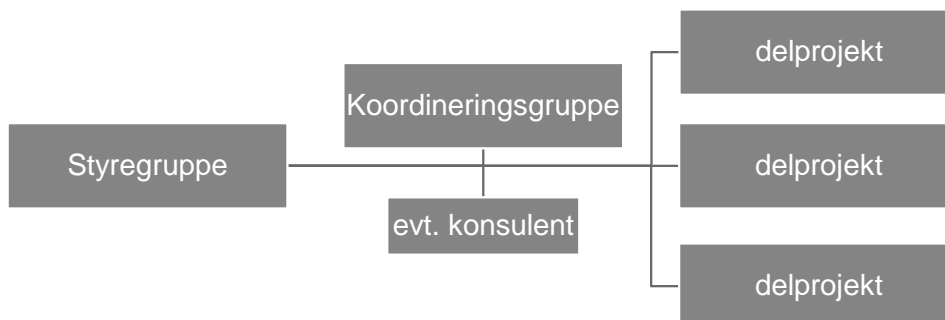 Styregruppe
Koordineringsgruppe
evt. konsulent
delprojekt
delprojekt
delprojekt